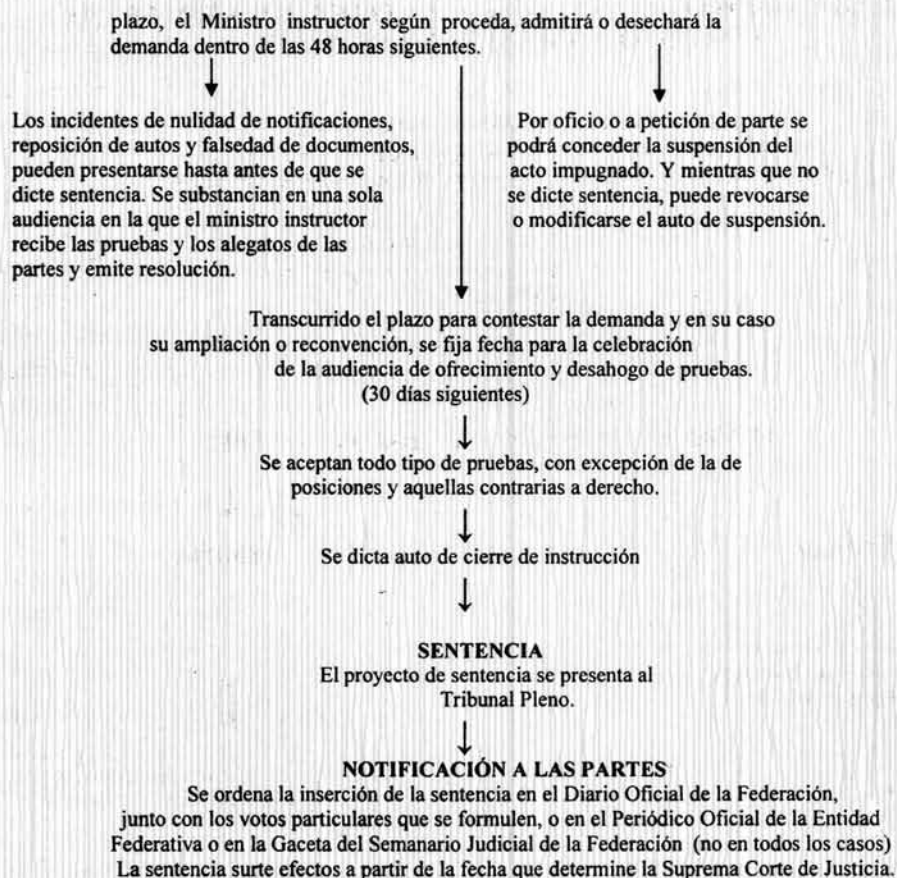 plazo, el Ministro instructor según proceda, admitirá o desechará la
demanda dentro de las 48 horas siguientes.
Los incidentes de nulidad de notificaciones,
reposición de autos y falsedad de documentos,
pueden presentarse hasta antes de que se
dicte sentencia. Se substancian en una sola
audiencia en la que el ministro instructor
recibe las pruebas y los alegatos de las
partes y emite resolución.
Por oficio o a petición de parte se
podrá conceder la suspensión del
acto impugnado. Y mientras que no
se dicte sentencia, puede revocarse
o modificarse el auto de suspensión.
Transcurrido el plazo para contestar la demanda y en su caso
su ampliación o reconvención, se fija fecha para la celebración
de la audiencia de ofrecimiento y desahogo de pruebas.
(30 días siguientes)
Se aceptan todo tipo de pruebas, con excepción de la de
posiciones y aquellas contrarias a derecho.
Se dicta auto de cierre de instrucción
SENTENCIA
El proyecto de sentencia se presenta al
Tribunal Pleno.
NOTIFICACIÓN A LAS PARTES
Se ordena la inserción de la sentencia en el Diario Oficial de la Federación,
junto con los votos particulares que se formulen, o en el Periódico Oficial de la Entidad
Federativa o en la Gaceta del Semanario Judicial de la Federación (no en todos los casos)
La sentencia surte efectos a partir de la fecha que determine la Suprema Corte de Justicia.